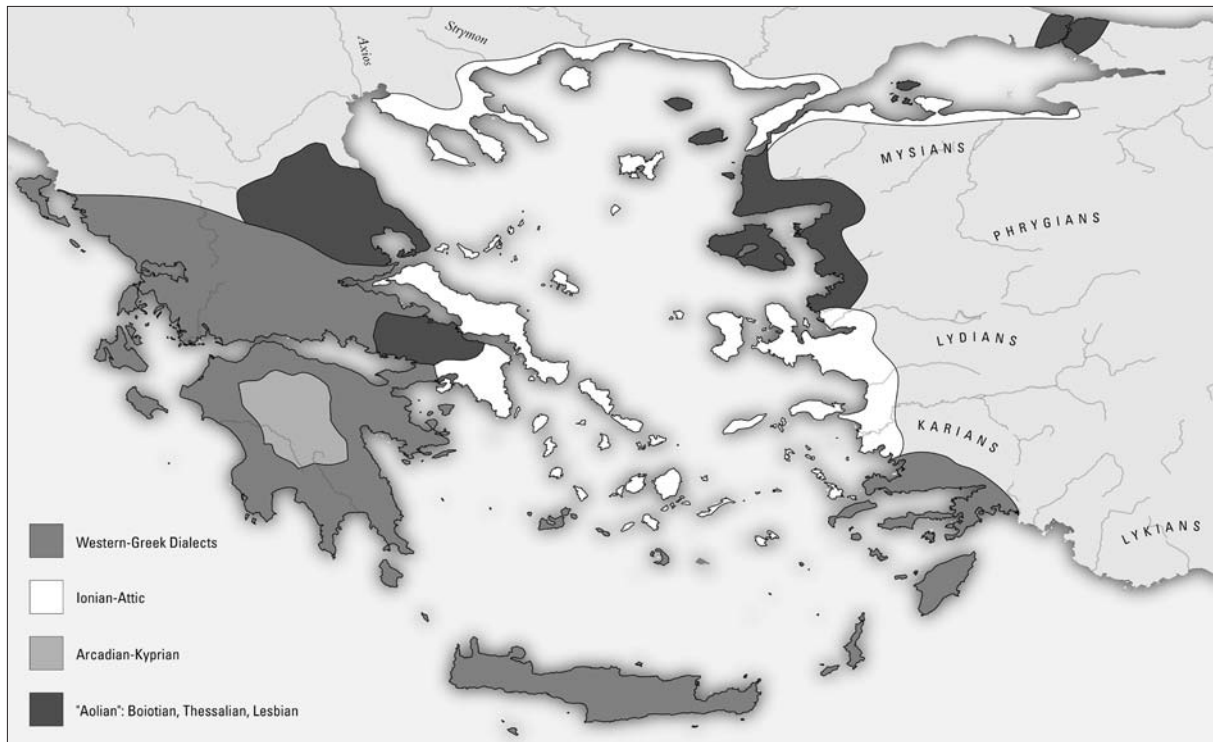 Strymon
Axios
MYSIANS
PHRYGIANS
LYDIANS
KARIANS
LYKIANS
Western-Greek Dialects
Ionian-Attic
Arcadian-Kyprian
"Aolian": Boiotian, Thessalian, Lesbian